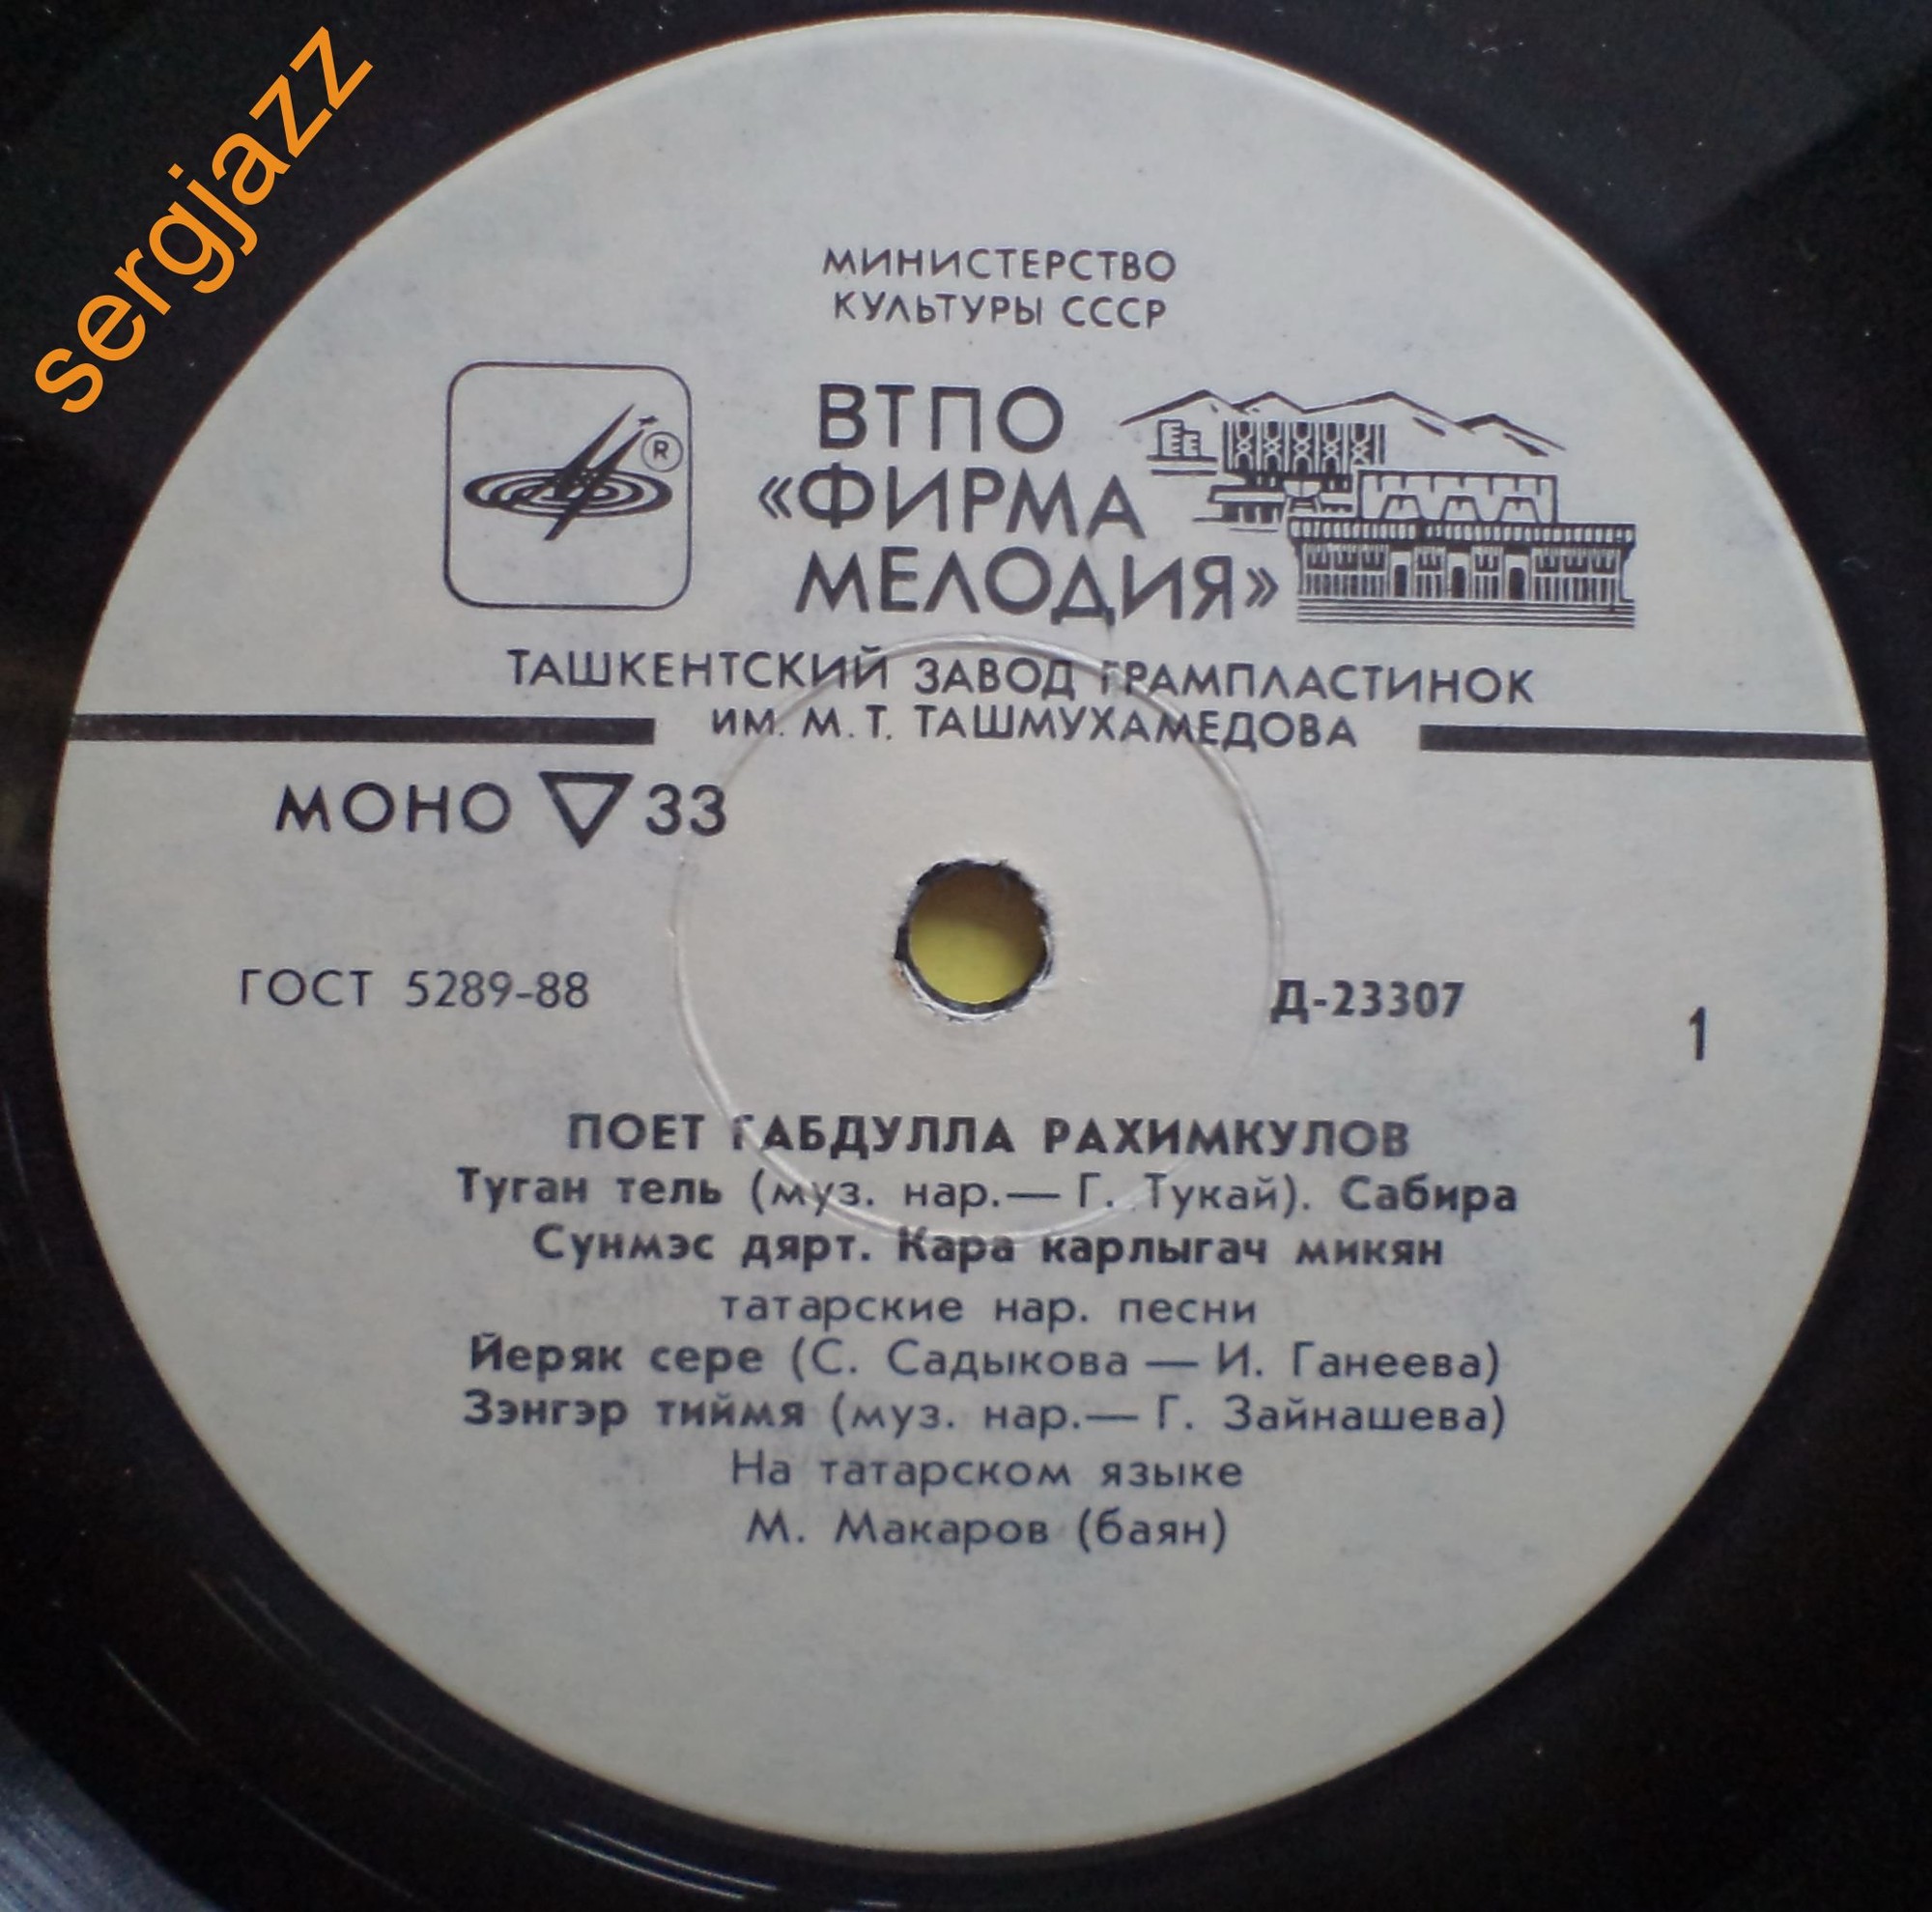 sergjazz
МИНИСТЕРСТВО
КУЛЬТУРЫ СССР
ВТПО
«ФИРМА
МЕЛОДИЯ»
®
ТАШКЕНТСКИЙ ЗАВОД ГРАМПЛАСТИНОК
ИМ. М. Т. ТАШМУХАМЕДОВА
МОНО ▽ 33
ГОСТ 5289-88
Д-23307
1
ПОЕТ ГАБДУЛЛА РАХИМКУЛОВ
Туган тель (муз. нар.— Г. Тукай). Сабира
Сунмэс дярт. Кара карлыгач микян
татарские нар. песни
Йеряк сере (С. Садыкова — И. Ганеева)
Зэнгэр тиймя (муз. нар.— Г. Зайнашева)
На татарском языке
М. Макаров (баян)